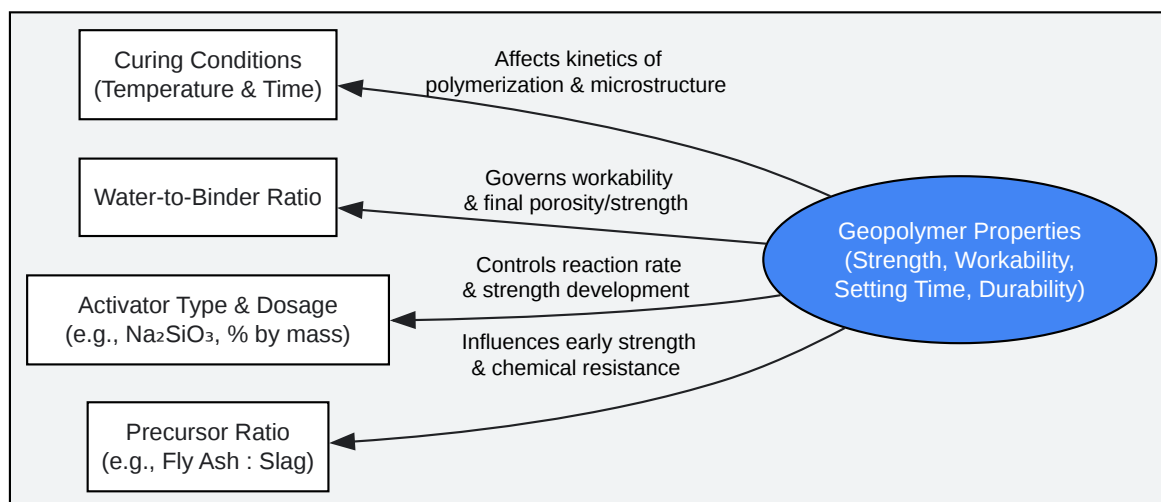 Curing Conditions
(Temperature & Time)
Affects kinetics of
polymerization & microstructure
Water-to-Binder Ratio
Governs workability
& final porosity/strength
Geopolymer Properties
(Strength, Workability,
Setting Time, Durability)
Activator Type & Dosage
(e.g., Na₂SiO₃, % by mass)
Controls reaction rate
& strength development
Influences early strength
& chemical resistance
Precursor Ratio
(e.g., Fly Ash : Slag)